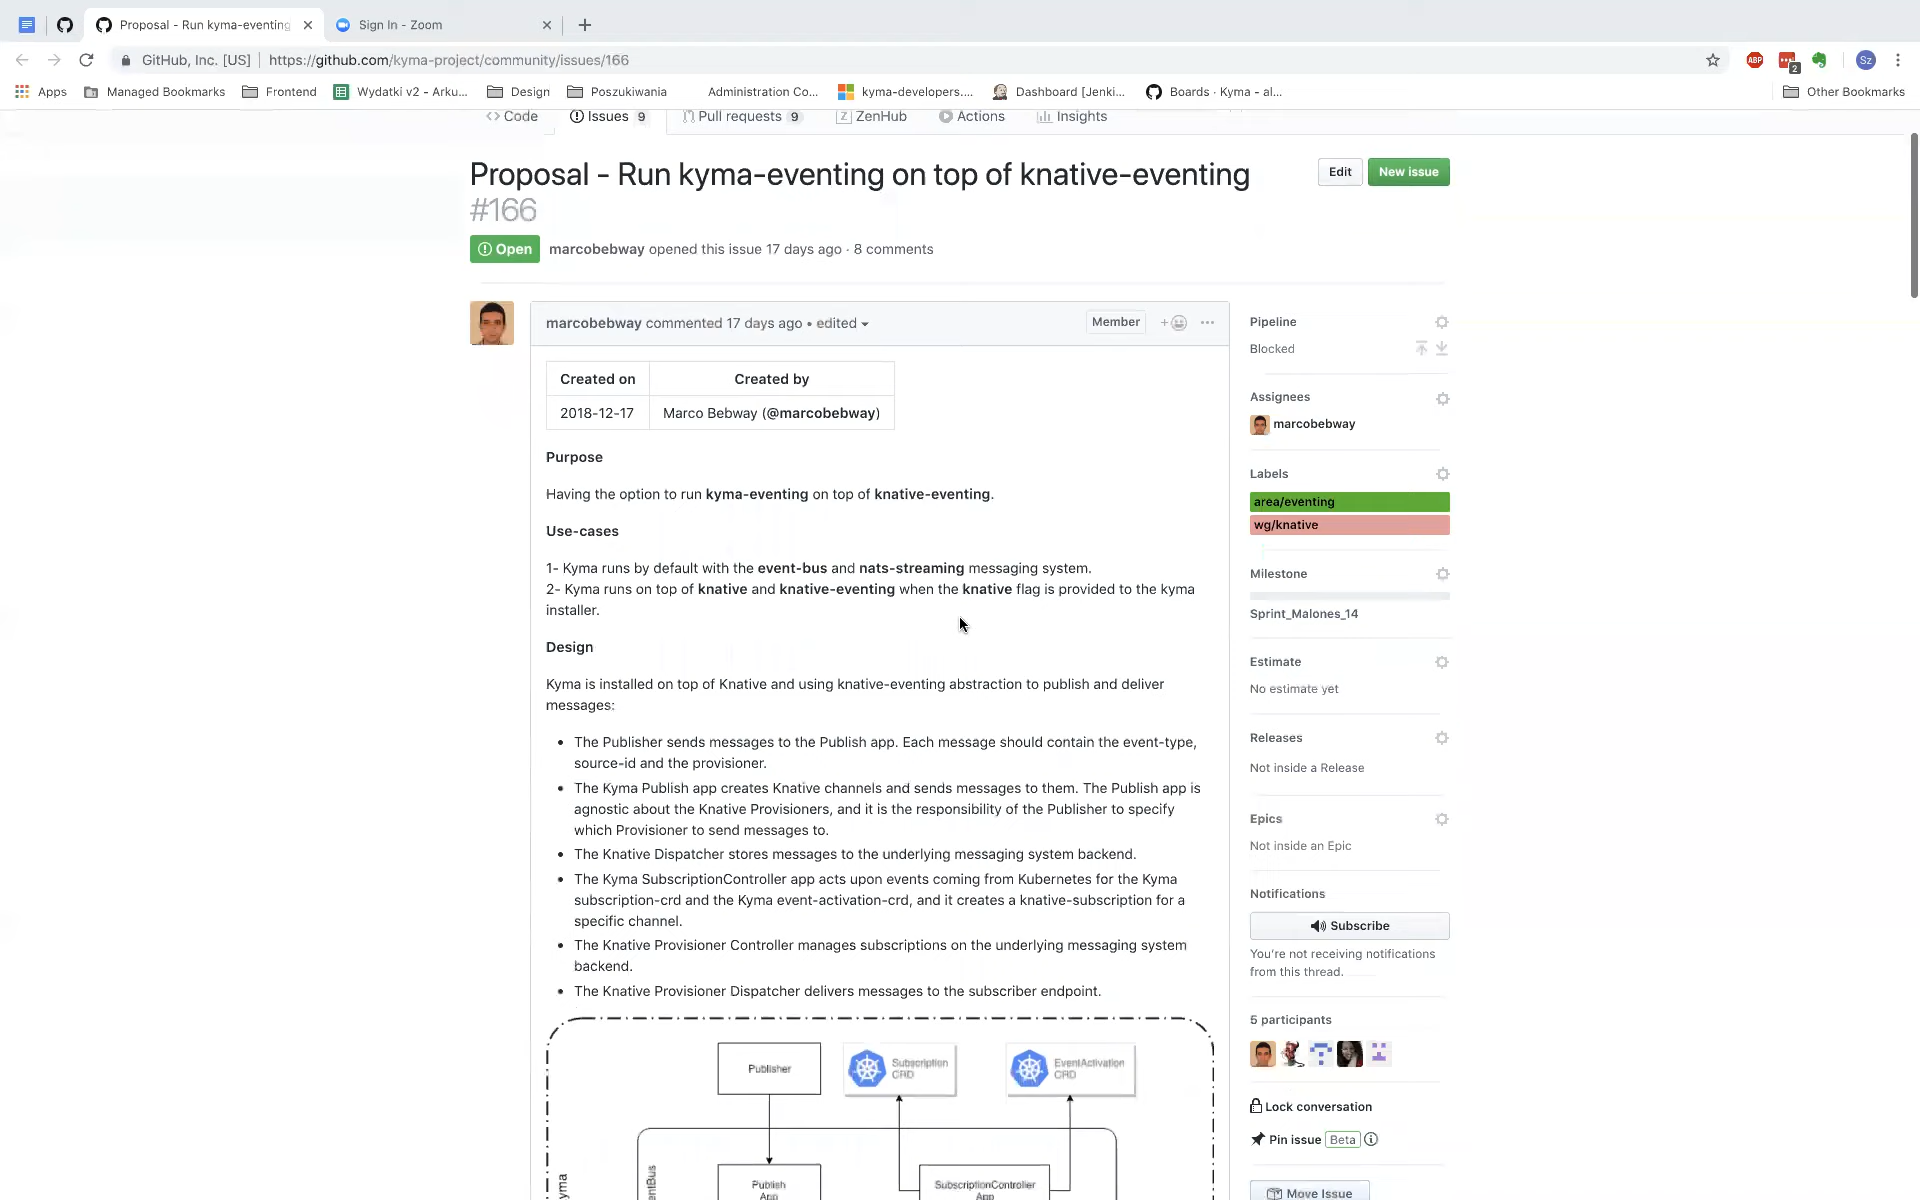 Proposal - Run kyma-eventing
Sign In - Zoom
GitHub, Inc. [US]
https://github.com/kyma-project/community/issues/166
ABP
2
Sz
Apps
Managed Bookmarks
Frontend
Wydatki v2 - Arku...
Design
Poszukiwania
Administration Co...
kyma-developers....
Dashboard [Jenki...
Boards · Kyma - al...
Other Bookmarks
<> Code
Issues 9
Pull requests 9
Z ZenHub
Actions
Insights
Proposal - Run kyma-eventing on top of knative-eventing
#166
Edit
New issue
Open
marcobebway opened this issue 17 days ago · 8 comments
marcobebway commented 17 days ago • edited
Member
Created on
Created by
2018-12-17
Marco Bebway (@marcobebway)
Purpose
Having the option to run kyma-eventing on top of knative-eventing.
Use-cases
1- Kyma runs by default with the event-bus and nats-streaming messaging system.
2- Kyma runs on top of knative and knative-eventing when the knative flag is provided to the kyma
installer.
Design
Kyma is installed on top of Knative and using knative-eventing abstraction to publish and deliver
messages:
• The Publisher sends messages to the Publish app. Each message should contain the event-type,
source-id and the provisioner.
• The Kyma Publish app creates Knative channels and sends messages to them. The Publish app is
agnostic about the Knative Provisioners, and it is the responsibility of the Publisher to specify
which Provisioner to send messages to.
• The Knative Dispatcher stores messages to the underlying messaging system backend.
• The Kyma SubscriptionController app acts upon events coming from Kubernetes for the Kyma
subscription-crd and the Kyma event-activation-crd, and it creates a knative-subscription for a
specific channel.
• The Knative Provisioner Controller manages subscriptions on the underlying messaging system
backend.
• The Knative Provisioner Dispatcher delivers messages to the subscriber endpoint.
Publisher
Subscription
CRD
EventActivation
CRD
Publish
App
SubscriptionController
App
Pipeline
Blocked
Assignees
marcobebway
Labels
area/eventing
wg/knative
Milestone
Sprint_Malones_14
Estimate
No estimate yet
Releases
Not inside a Release
Epics
Not inside an Epic
Notifications
Subscribe
You're not receiving notifications
from this thread.
5 participants
Lock conversation
Pin issue Beta
Move Issue